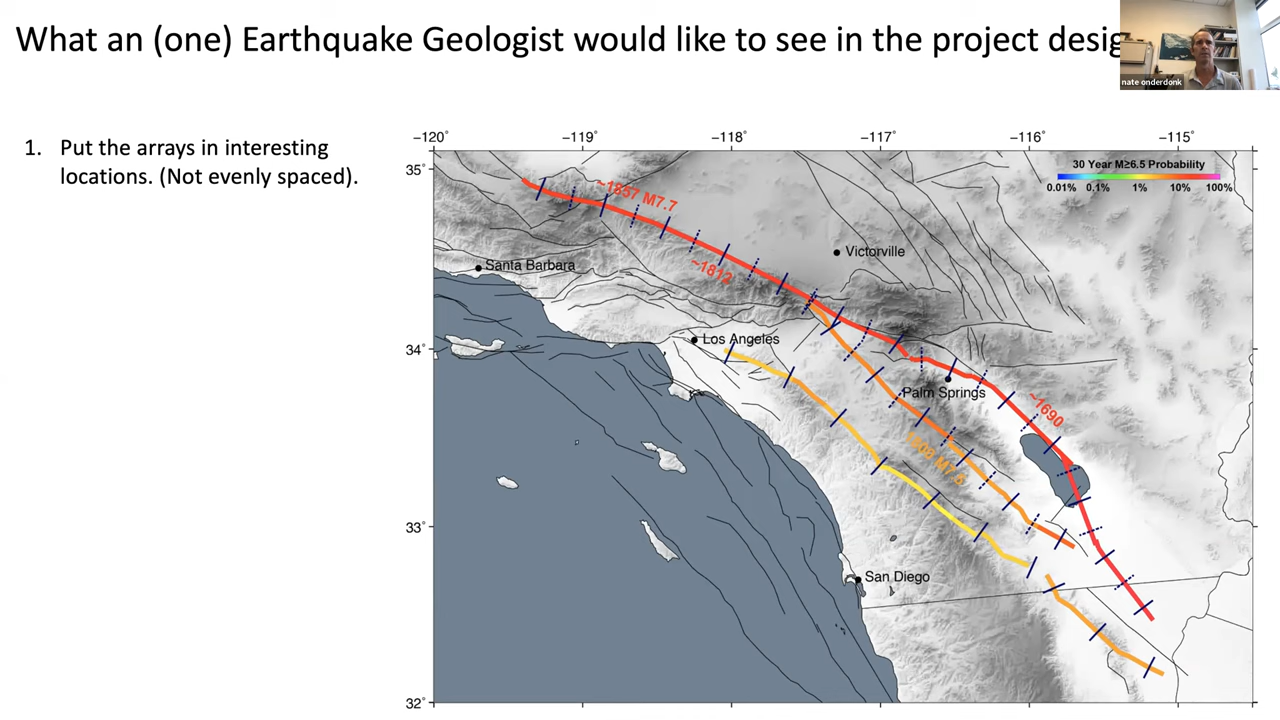 What an (one) Earthquake Geologist would like to see in the project desig
nate onderdonk
1. Put the arrays in interesting
locations. (Not evenly spaced).
-120° -119° -118° -117° -116° -115°
35°
34°
33°
32°
30 Year M≥6.5 Probability
0.01% 0.1% 1% 10% 100%
~1857 M7.7
~1812
Victorville
Santa Barbara
Los Angeles
Palm Springs
~1690
San Diego